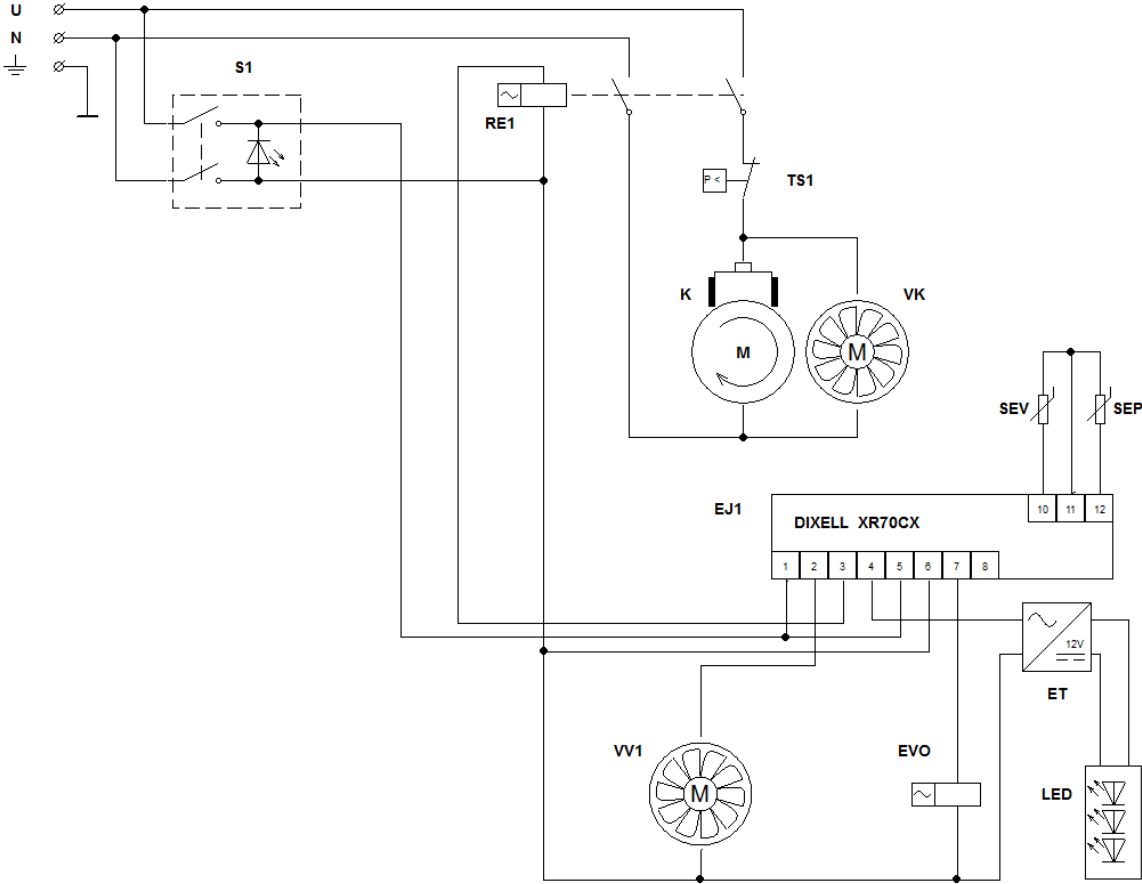 U
N
S1
RE1
P <
TS1
K
VK
M
M
SEV
SEP
EJ1
DIXELL XR70CX
10 11 12
1 2 3 4 5 6 7 8
12V
ET
VV1
EVO
M
LED